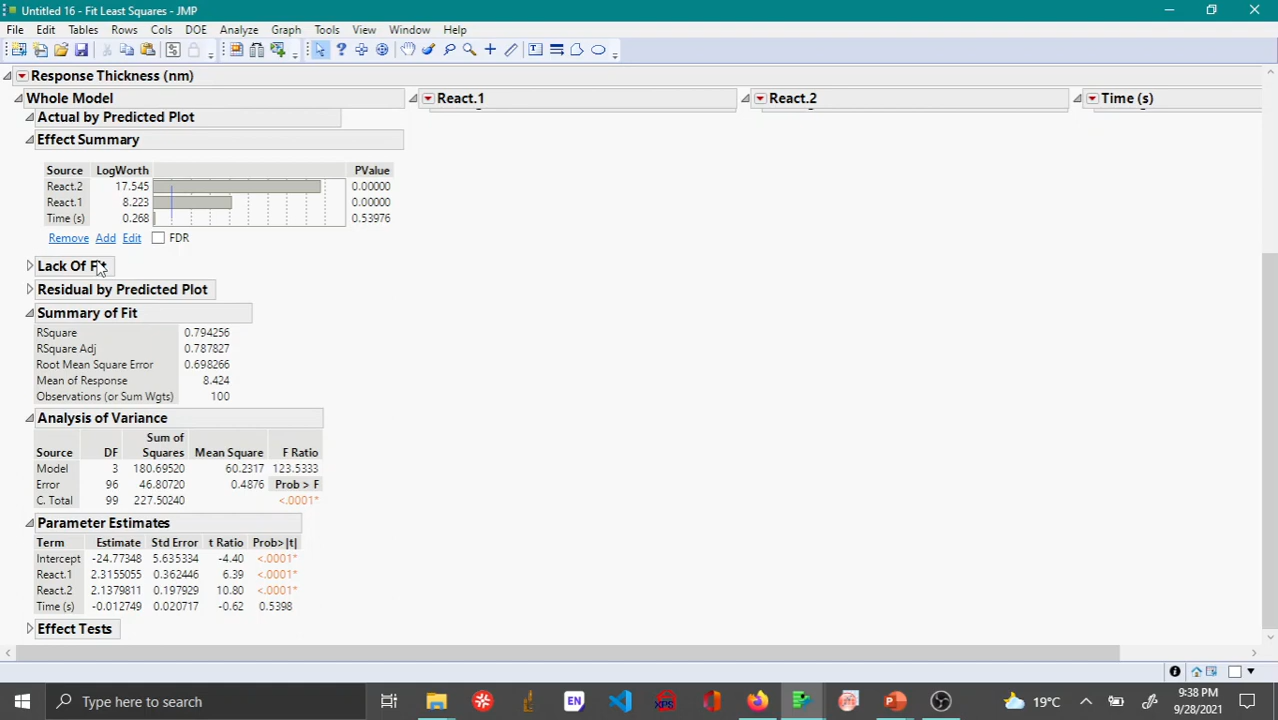 Untitled 16 - Fit Least Squares - JMP
File Edit Tables Rows Cols DOE Analyze Graph Tools View Window Help
Response Thickness (nm)
Whole Model React.1 React.2 Time (s)
Actual by Predicted Plot
Effect Summary
Source LogWorth PValue
React.2 17.545 0.00000
React.1 8.223 0.00000
Time (s) 0.268 0.53976
Remove Add Edit FDR
Lack Of Fit
Residual by Predicted Plot
Summary of Fit
RSquare 0.794256
RSquare Adj 0.787827
Root Mean Square Error 0.698266
Mean of Response 8.424
Observations (or Sum Wgts) 100
Analysis of Variance
Sum of
Source DF Squares Mean Square F Ratio
Model 3 180.69520 60.2317 123.5333
Error 96 46.80720 0.4876 Prob > F
C. Total 99 227.50240 <.0001*
Parameter Estimates
Term Estimate Std Error t Ratio Prob>|t|
Intercept -24.77348 5.635334 -4.40 <.0001*
React.1 2.3155055 0.362446 6.39 <.0001*
React.2 2.1379811 0.197929 10.80 <.0001*
Time (s) -0.012749 0.020717 -0.62 0.5398
Effect Tests
Type here to search
EN
XPS
19°C
9:38 PM
9/28/2021